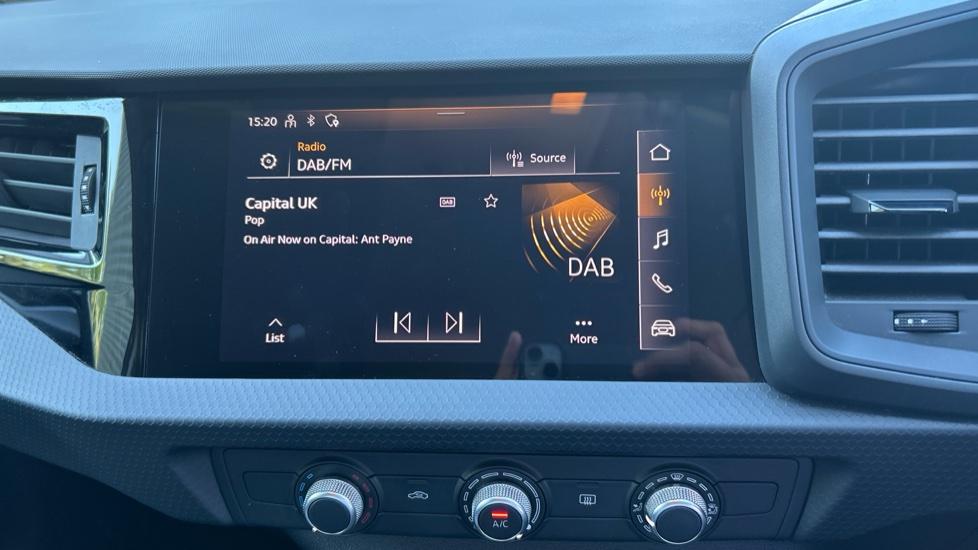 15:20
Radio
DAB/FM
Source
Capital UK
DAB
Pop
On Air Now on Capital: Ant Payne
DAB
List
More
A/C